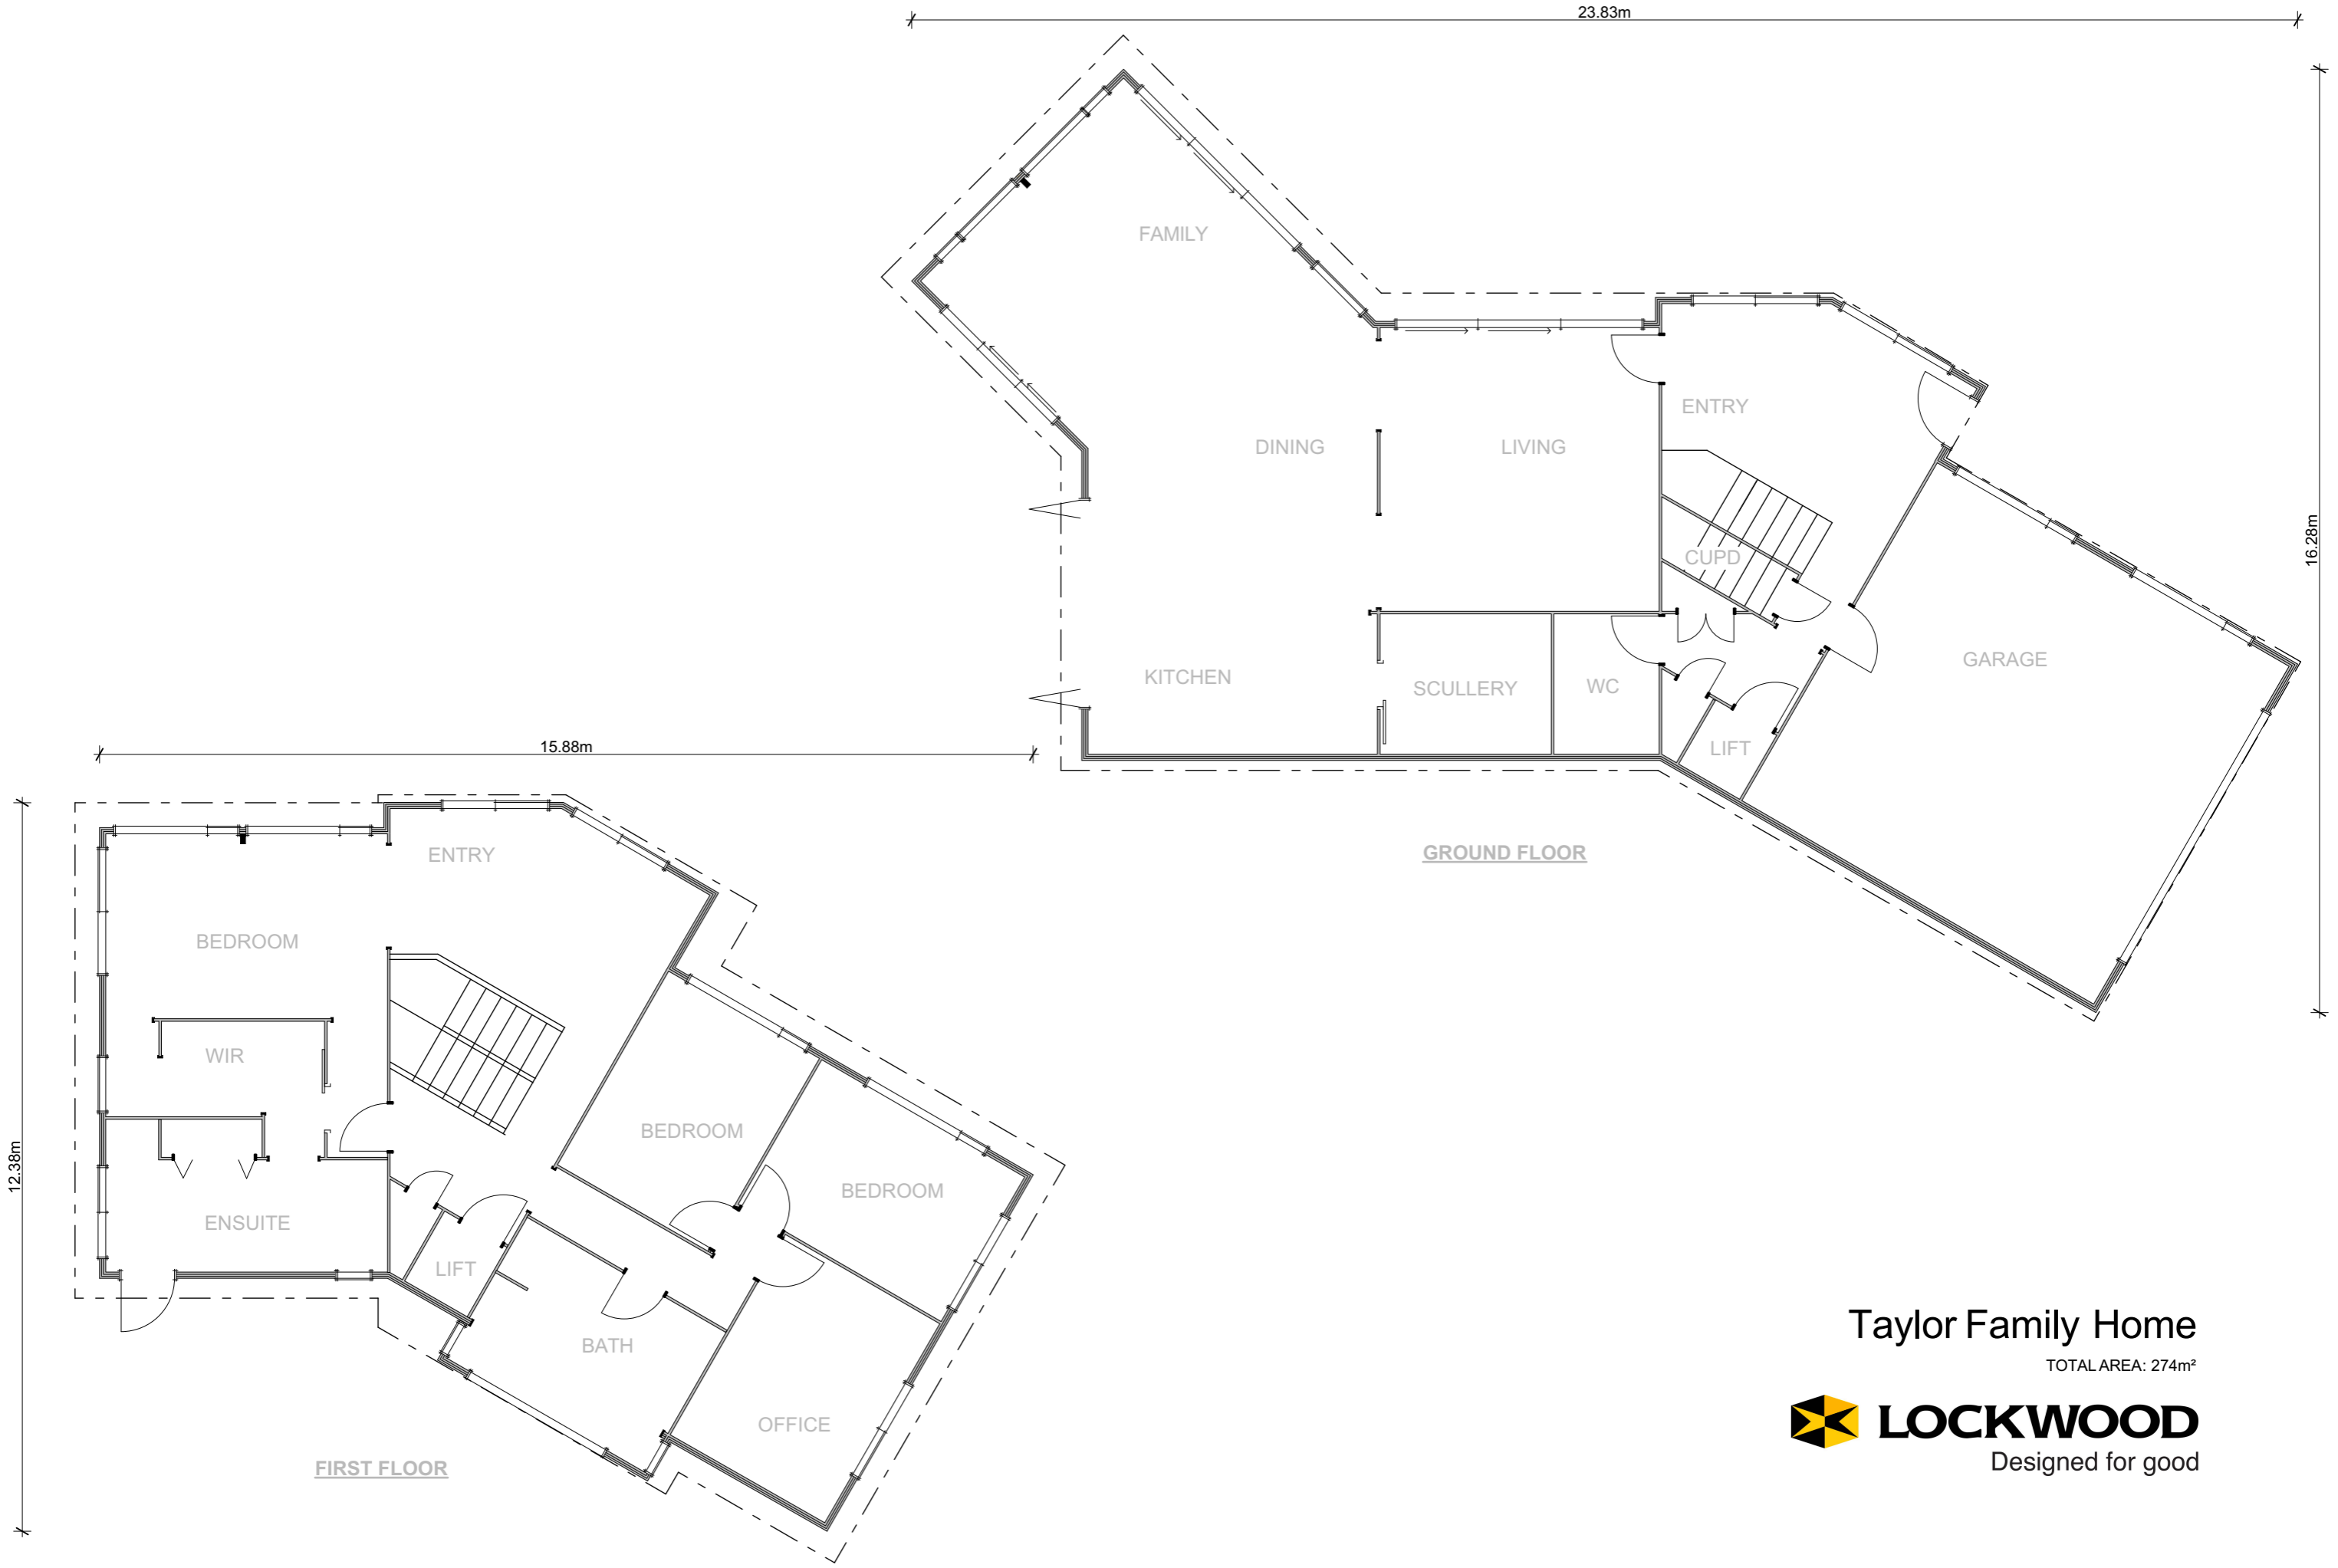 23.83m
16.28m
FAMILY
ENTRY
DINING
LIVING
CUPD
GARAGE
KITCHEN
SCULLERY
WC
LIFT
GROUND FLOOR
15.88m
12.38m
ENTRY
BEDROOM
WIR
BEDROOM
BEDROOM
ENSUITE
LIFT
BATH
OFFICE
FIRST FLOOR
Taylor Family Home
TOTAL AREA: 274m²
LOCKWOOD
Designed for good